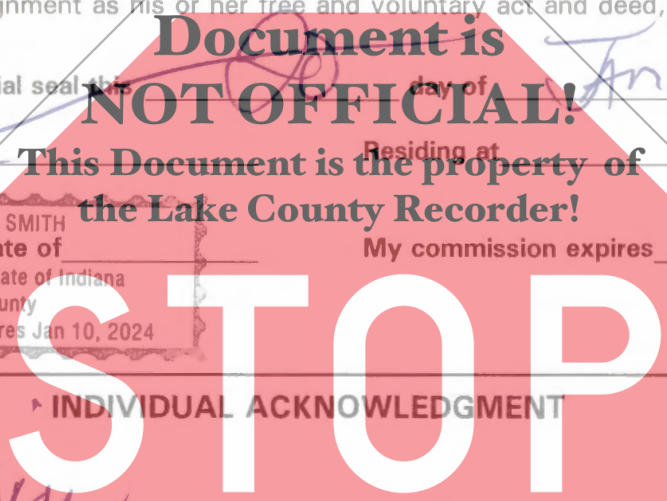 gnment as his or her free and voluntary act and deed,
Document is
ial seal this day of
NOT OFFICIAL!
Residing at
This Document is the property of
the Lake County Recorder!
SMITH
te of My commission expires
ate of Indiana
unty
res Jan 10, 2024
STOP
INDIVIDUAL ACKNOWLEDGMENT